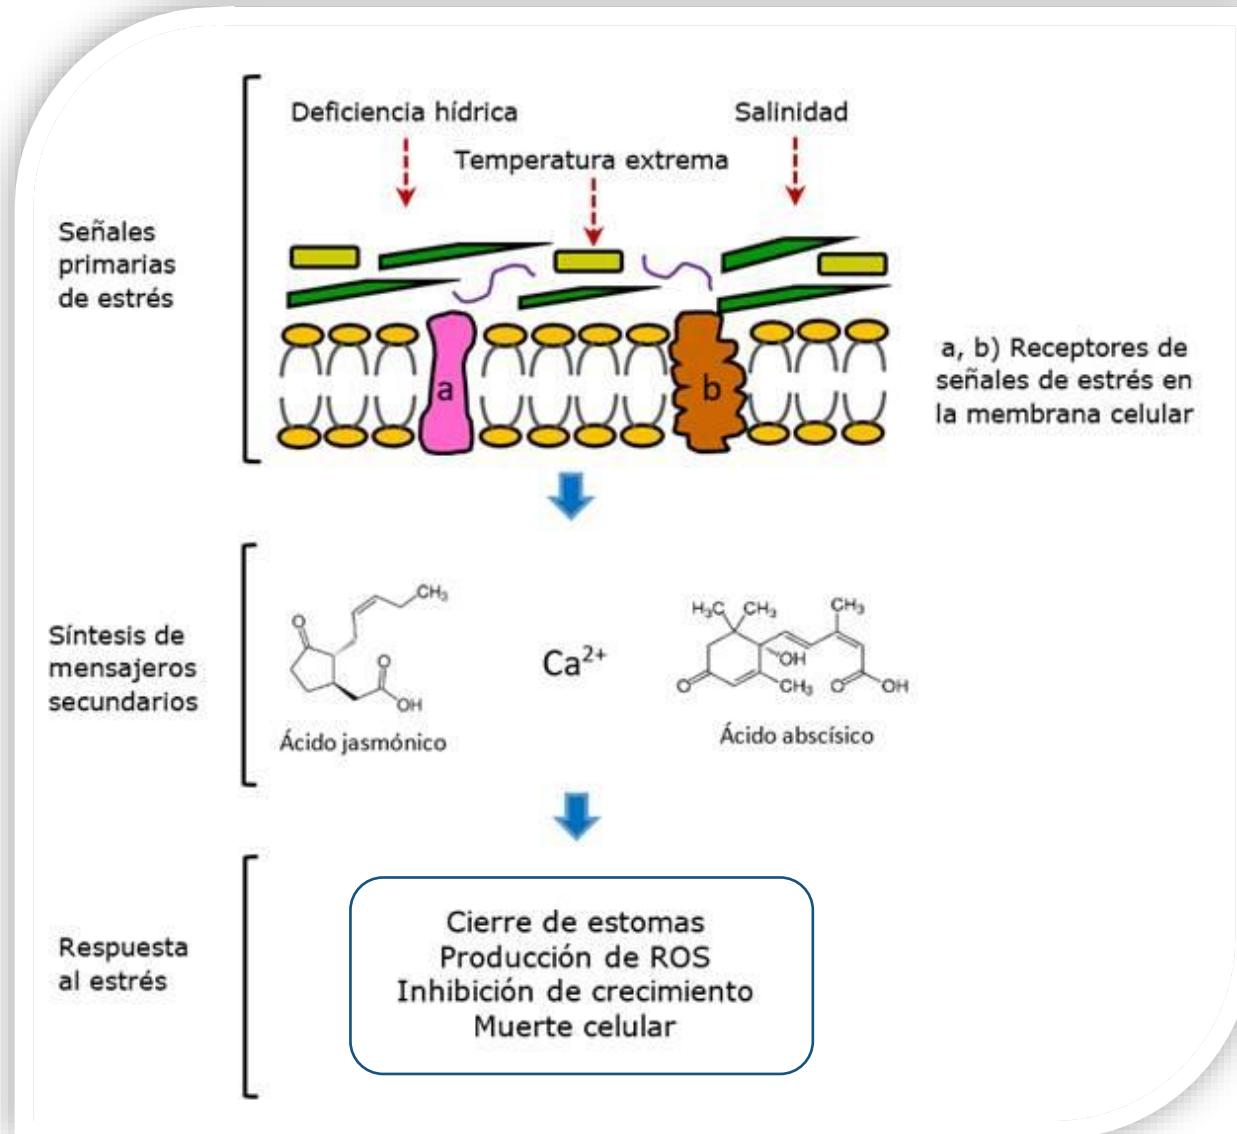 Deficiencia hídrica
Salinidad
Temperatura extrema
Señales
primarias
de estrés
a
b
a, b) Receptores de
señales de estrés en
la membrana celular
Síntesis de
mensajeros
secundarios
CH₃
O
O
OH
Ácido jasmónico
Ca²⁺
H₃C
CH₃
CH₃
OH
O
CH₃
O
OH
Ácido abscísico
Respuesta
al estrés
Cierre de estomas
Producción de ROS
Inhibición de crecimiento
Muerte celular